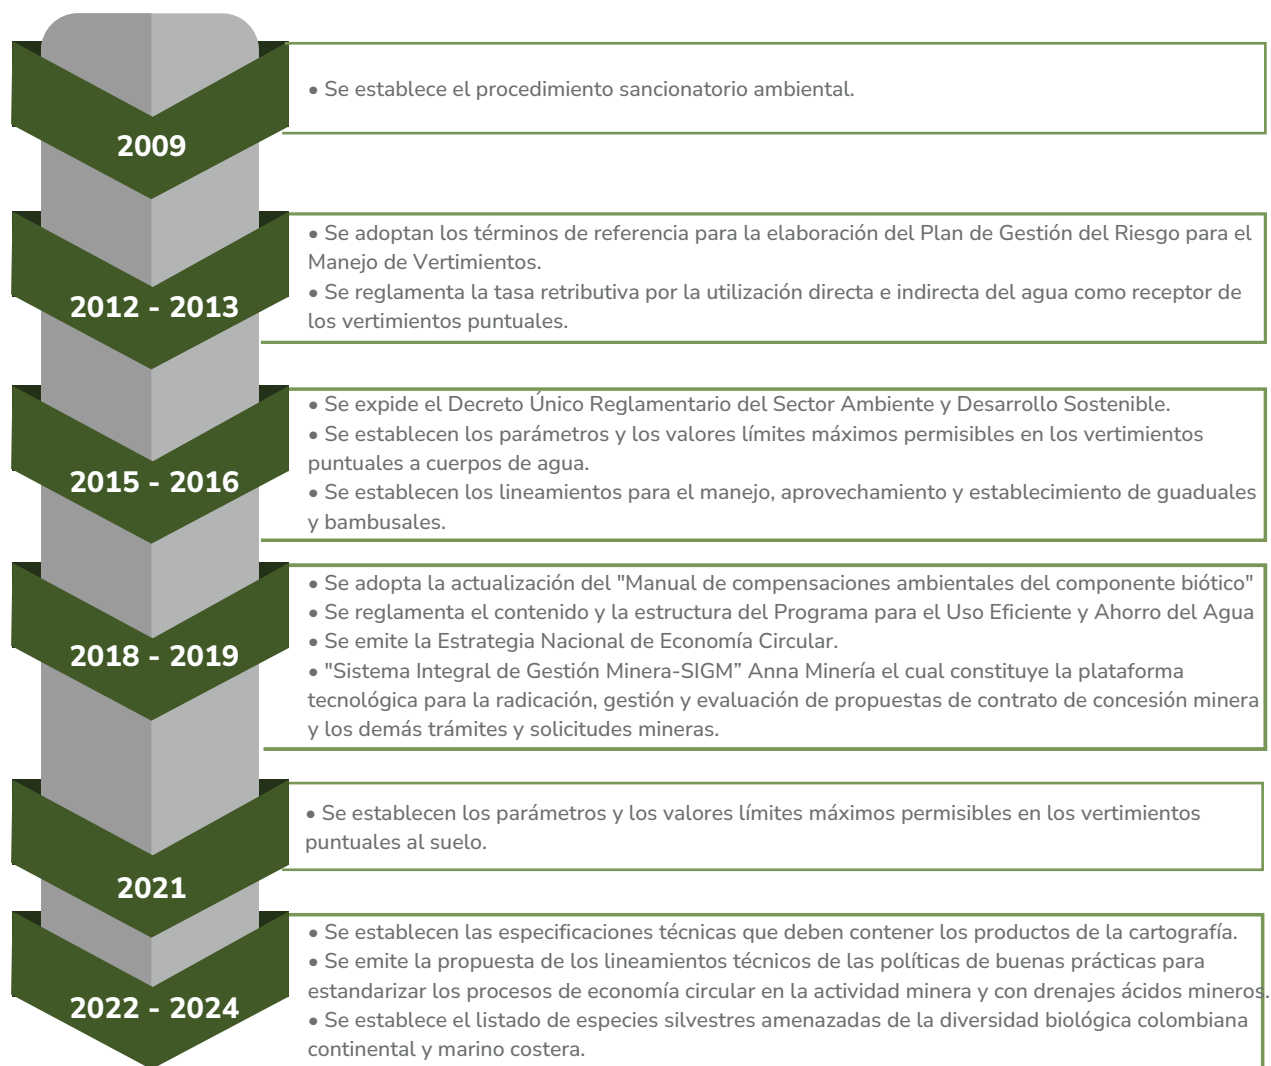 2009
• Se establece el procedimiento sancionatorio ambiental.
2012 - 2013
• Se adoptan los términos de referencia para la elaboración del Plan de Gestión del Riesgo para el
Manejo de Vertimientos.
• Se reglamenta la tasa retributiva por la utilización directa e indirecta del agua como receptor de
los vertimientos puntuales.
2015 - 2016
• Se expide el Decreto Único Reglamentario del Sector Ambiente y Desarrollo Sostenible.
• Se establecen los parámetros y los valores límites máximos permisibles en los vertimientos
puntuales a cuerpos de agua.
• Se establecen los lineamientos para el manejo, aprovechamiento y establecimiento de guaduales
y bambusales.
2018 - 2019
• Se adopta la actualización del "Manual de compensaciones ambientales del componente biótico"
• Se reglamenta el contenido y la estructura del Programa para el Uso Eficiente y Ahorro del Agua
• Se emite la Estrategia Nacional de Economía Circular.
• "Sistema Integral de Gestión Minera-SIGM” Anna Minería el cual constituye la plataforma
tecnológica para la radicación, gestión y evaluación de propuestas de contrato de concesión minera
y los demás trámites y solicitudes mineras.
2021
• Se establecen los parámetros y los valores límites máximos permisibles en los vertimientos
puntuales al suelo.
2022 - 2024
• Se establecen las especificaciones técnicas que deben contener los productos de la cartografía.
• Se emite la propuesta de los lineamientos técnicos de las políticas de buenas prácticas para
estandarizar los procesos de economía circular en la actividad minera y con drenajes ácidos mineros.
• Se establece el listado de especies silvestres amenazadas de la diversidad biológica colombiana
continental y marino costera.